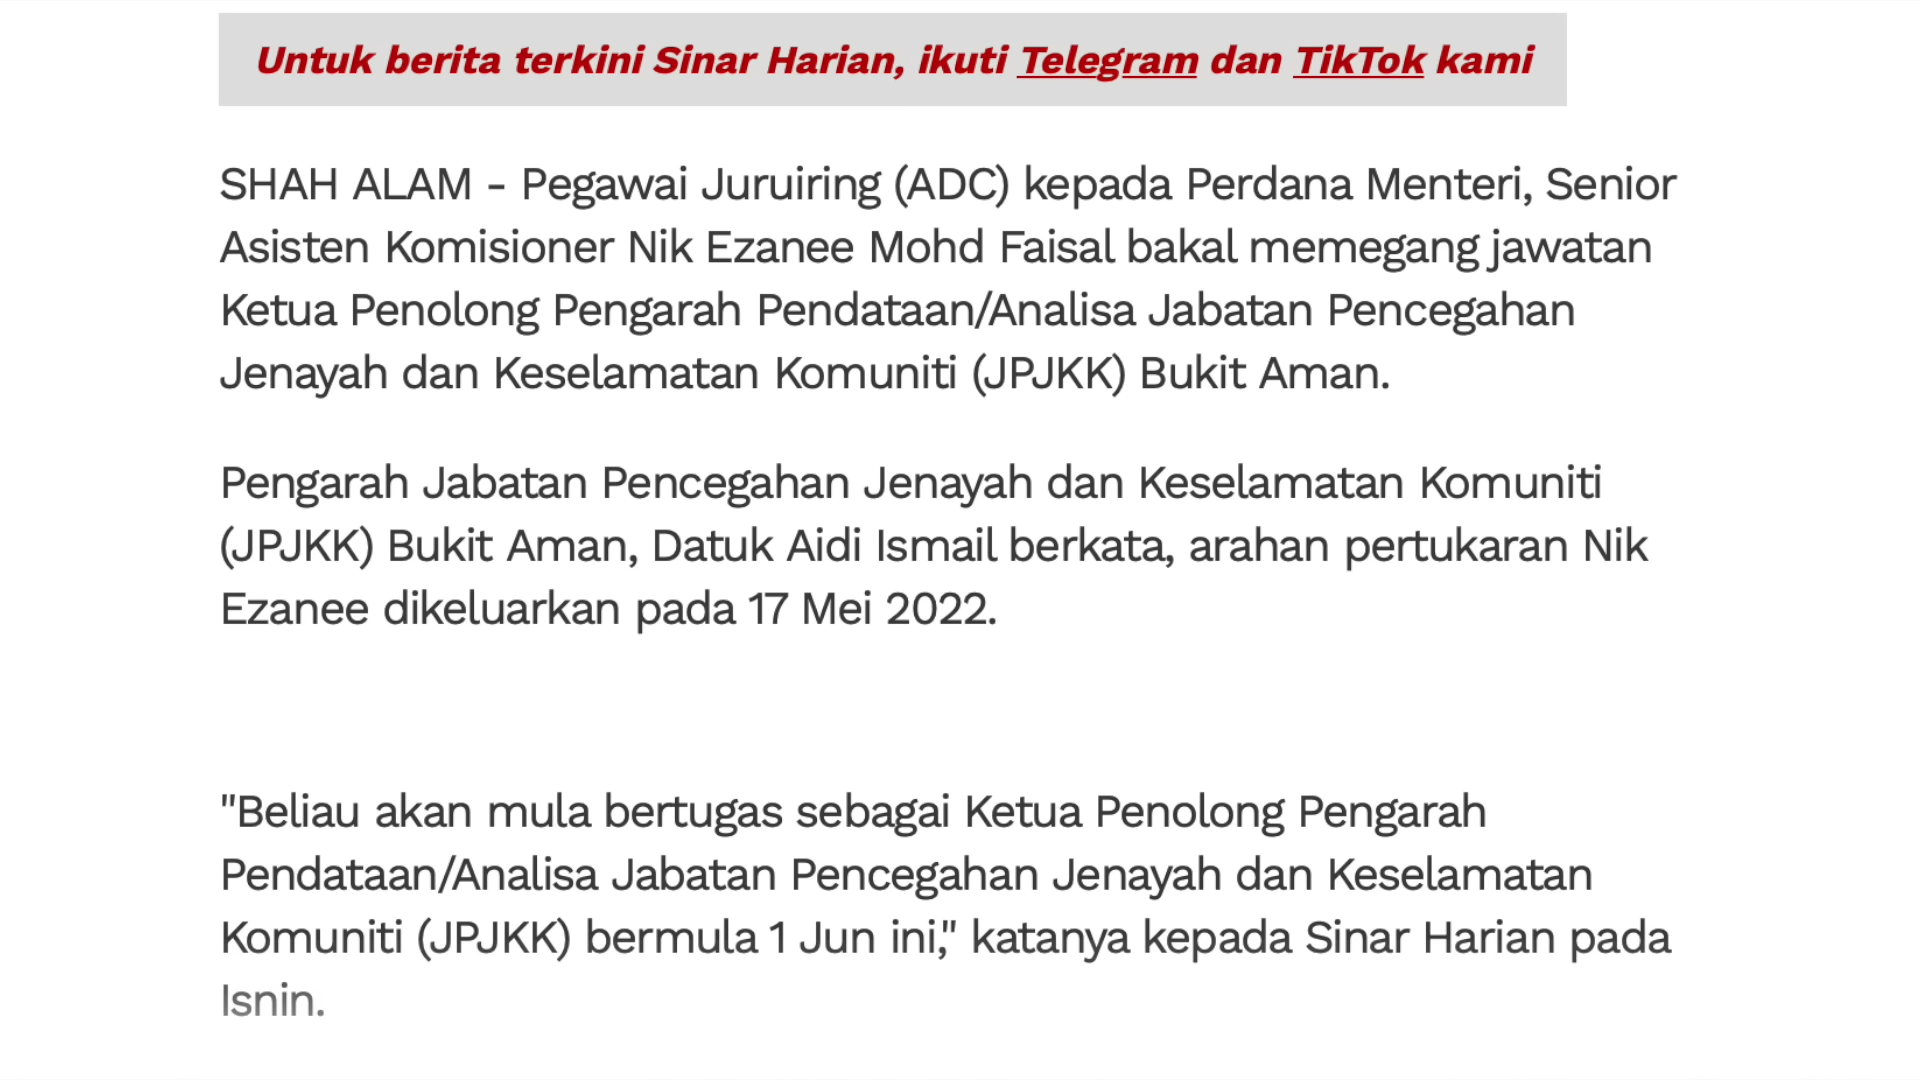 Untuk berita terkini Sinar Harian, ikuti Telegram dan TikTok kami
SHAH ALAM - Pegawai Juruiring (ADC) kepada Perdana Menteri, Senior
Asisten Komisioner Nik Ezanee Mohd Faisal bakal memegang jawatan
Ketua Penolong Pengarah Pendataan/Analisa Jabatan Pencegahan
Jenayah dan Keselamatan Komuniti (JPJKK) Bukit Aman.
Pengarah Jabatan Pencegahan Jenayah dan Keselamatan Komuniti
(JPJKK) Bukit Aman, Datuk Aidi Ismail berkata, arahan pertukaran Nik
Ezanee dikeluarkan pada 17 Mei 2022.
"Beliau akan mula bertugas sebagai Ketua Penolong Pengarah
Pendataan/Analisa Jabatan Pencegahan Jenayah dan Keselamatan
Komuniti (JPJKK) bermula 1 Jun ini," katanya kepada Sinar Harian pada
Isnin.